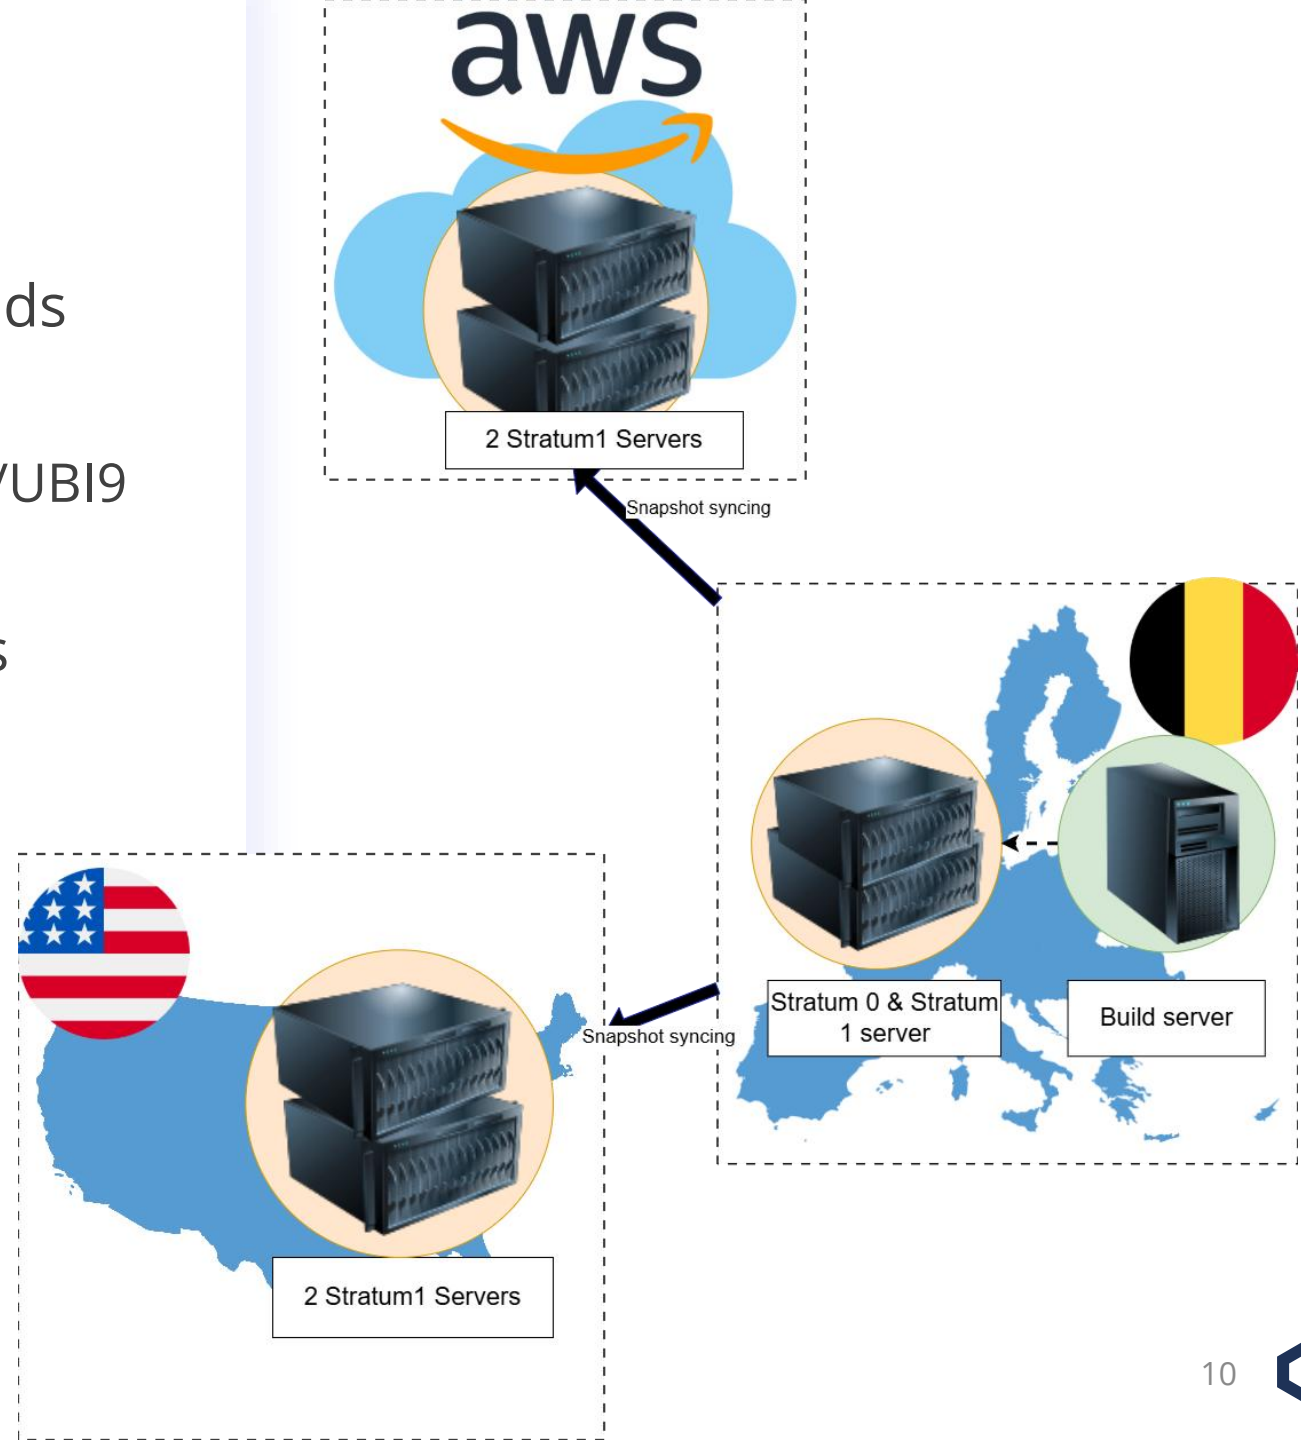 aws
ds
/UBI9
s
2 Stratum1 Servers
Snapshot syncing
Stratum 0 & Stratum
1 server
Build server
Snapshot syncing
2 Stratum1 Servers
10